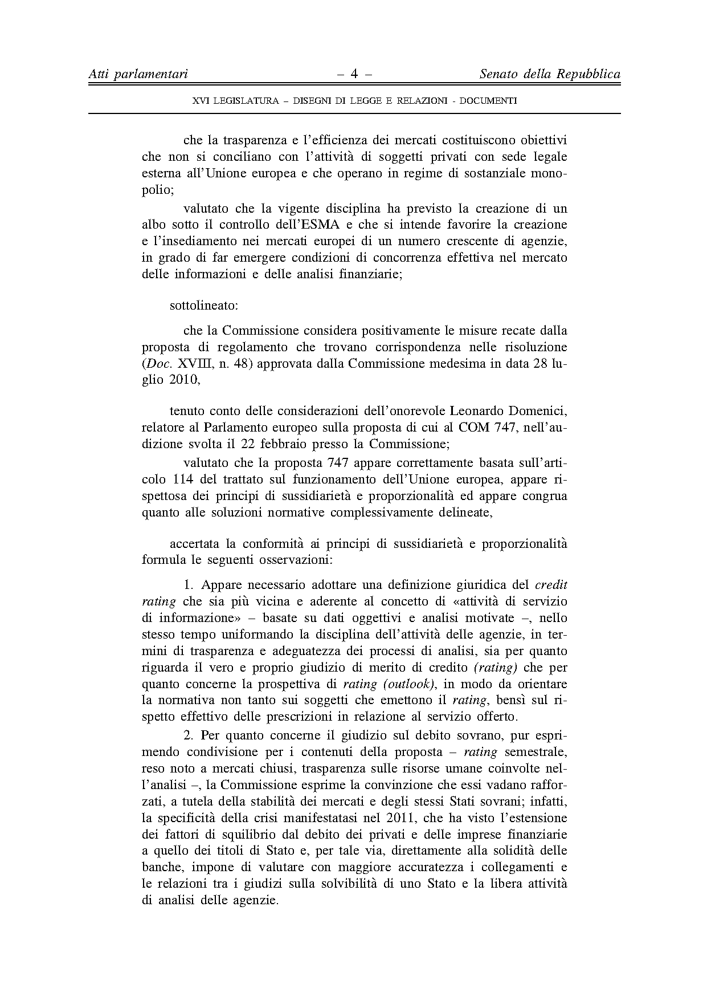 Atti parlamentari – 4 – Senato della Repubblica
XVI LEGISLATURA – DISEGNI DI LEGGE E RELAZIONI - DOCUMENTI
che la trasparenza e l’efficienza dei mercati costituiscono obiettivi
che non si conciliano con l’attività di soggetti privati con sede legale
esterna all’Unione europea e che operano in regime di sostanziale mono-
polio;
valutato che la vigente disciplina ha previsto la creazione di un
albo sotto il controllo dell’ESMA e che si intende favorire la creazione
e l’insediamento nei mercati europei di un numero crescente di agenzie,
in grado di far emergere condizioni di concorrenza effettiva nel mercato
delle informazioni e delle analisi finanziarie;
sottolineato:
che la Commissione considera positivamente le misure recate dalla
proposta di regolamento che trovano corrispondenza nelle risoluzione
(Doc. XVIII, n. 48) approvata dalla Commissione medesima in data 28 lu-
glio 2010,
tenuto conto delle considerazioni dell’onorevole Leonardo Domenici,
relatore al Parlamento europeo sulla proposta di cui al COM 747, nell’au-
dizione svolta il 22 febbraio presso la Commissione;
valutato che la proposta 747 appare correttamente basata sull’arti-
colo 114 del trattato sul funzionamento dell’Unione europea, appare ri-
spettosa dei principi di sussidiarietà e proporzionalità ed appare congrua
quanto alle soluzioni normative complessivamente delineate,
accertata la conformità ai principi di sussidiarietà e proporzionalità
formula le seguenti osservazioni:
1. Appare necessario adottare una definizione giuridica del credit
rating che sia più vicina e aderente al concetto di «attività di servizio
di informazione» – basate su dati oggettivi e analisi motivate –, nello
stesso tempo uniformando la disciplina dell’attività delle agenzie, in ter-
mini di trasparenza e adeguatezza dei processi di analisi, sia per quanto
riguarda il vero e proprio giudizio di merito di credito (rating) che per
quanto concerne la prospettiva di rating (outlook), in modo da orientare
la normativa non tanto sui soggetti che emettono il rating, bensì sul ri-
spetto effettivo delle prescrizioni in relazione al servizio offerto.
2. Per quanto concerne il giudizio sul debito sovrano, pur espri-
mendo condivisione per i contenuti della proposta – rating semestrale,
reso noto a mercati chiusi, trasparenza sulle risorse umane coinvolte nel-
l’analisi –, la Commissione esprime la convinzione che essi vadano raffor-
zati, a tutela della stabilità dei mercati e degli stessi Stati sovrani; infatti,
la specificità della crisi manifestatasi nel 2011, che ha visto l’estensione
dei fattori di squilibrio dal debito dei privati e delle imprese finanziarie
a quello dei titoli di Stato e, per tale via, direttamente alla solidità delle
banche, impone di valutare con maggiore accuratezza i collegamenti e
le relazioni tra i giudizi sulla solvibilità di uno Stato e la libera attività
di analisi delle agenzie.